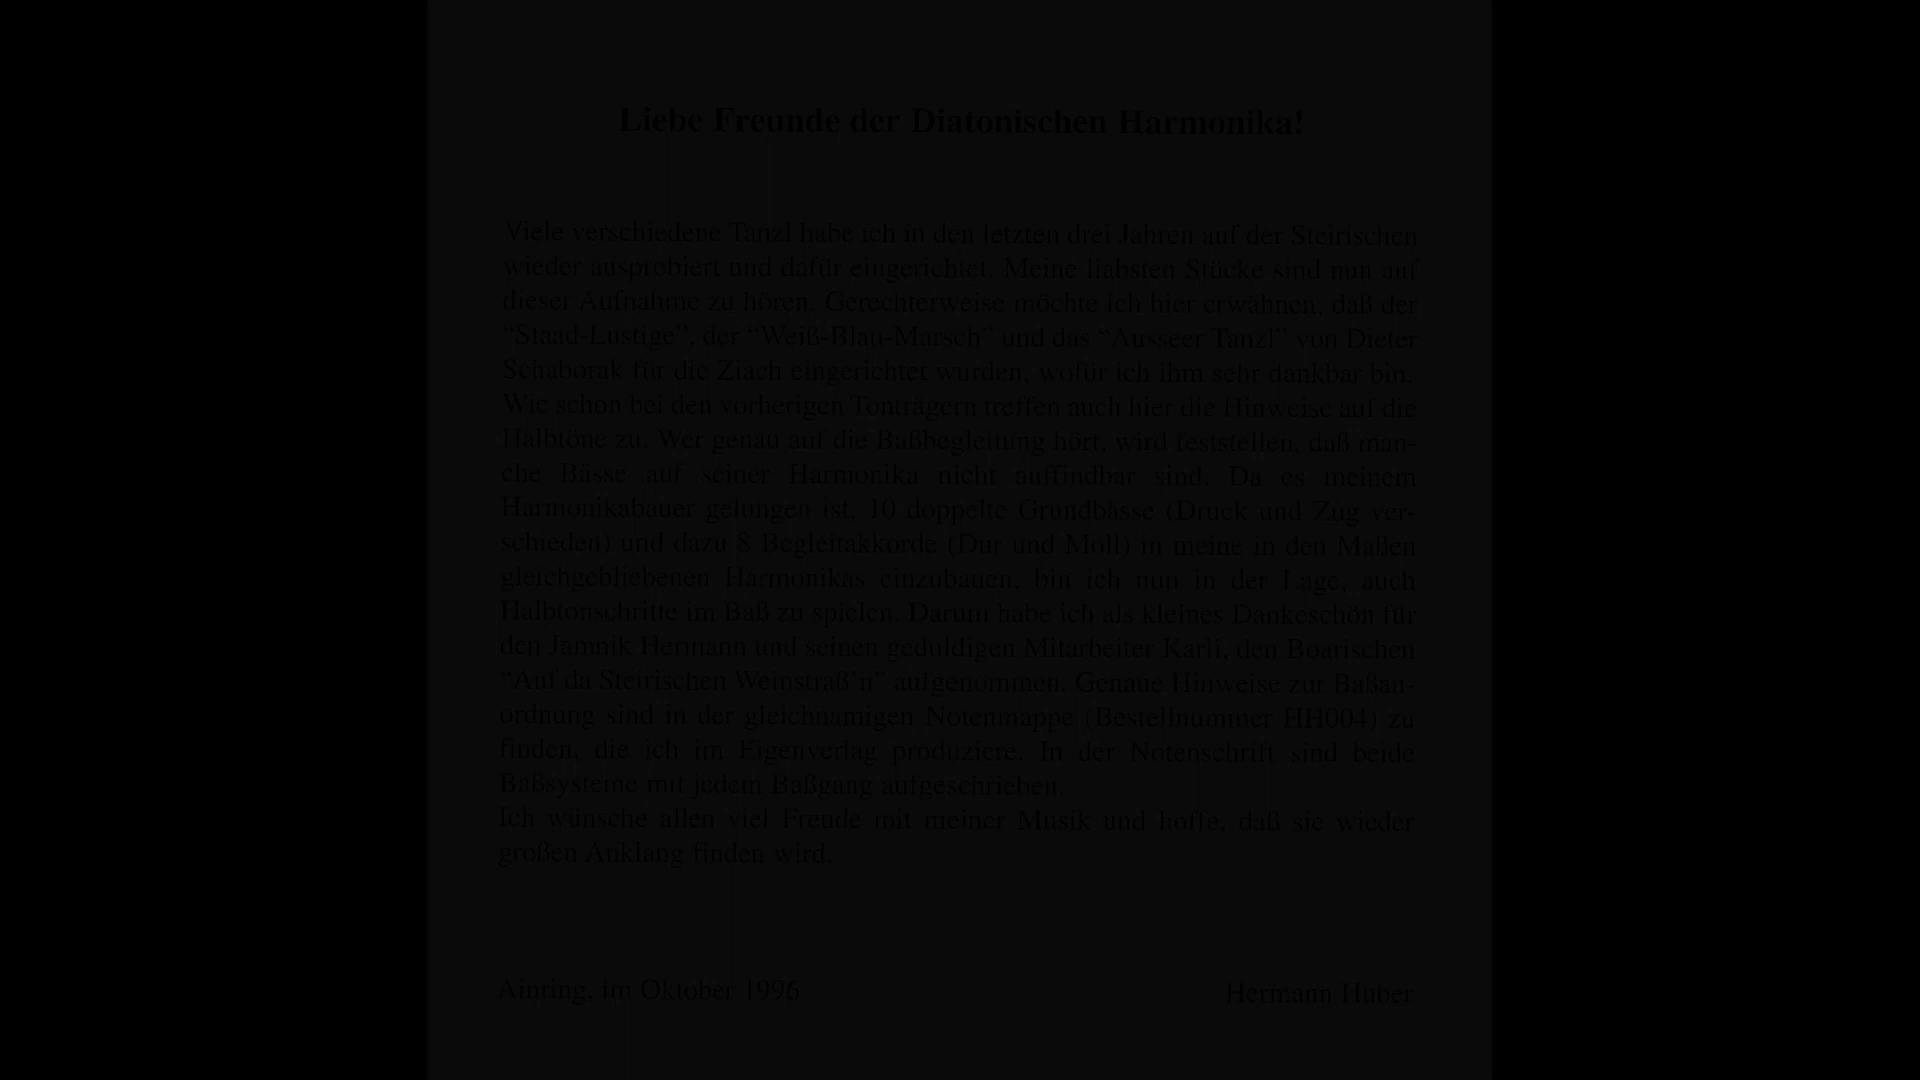 Liebe Freunde der Diatonischen Harmonika!
Viele verschiedene Tanzl habe ich in den letzten drei Jahren auf der Steirischen
wieder ausprobiert und dafür eingerichtet. Meine liabsten Stücke sind nun auf
dieser Aufnahme zu hören. Gerechterweise möchte ich hier erwähnen, daß der
“Staad-Lustige”, der “Weiß-Blau-Marsch” und das “Ausseer Tanzl” von Dieter
Schaborak für die Ziach eingerichtet wurden, wofür ich ihm sehr dankbar bin.
Wie schon bei den vorherigen Tonträgern treffen auch hier die Hinweise auf die
Halbtöne zu. Wer genau auf die Baßbegleitung hört, wird feststellen, daß man-
che Bässe auf seiner Harmonika nicht auffindbar sind. Da es meinem
Harmonikabauer gelungen ist, 10 doppelte Grundbässe (Druck und Zug ver-
schieden) und dazu 8 Begleitakkorde (Dur und Moll) in meine in den Maßen
gleichgebliebenen Harmonikas einzubauen, bin ich nun in der Lage, auch
Halbtonschritte im Baß zu spielen. Darum habe ich als kleines Dankeschön für
den Jamnik Hermann und seinen geduldigen Mitarbeiter Karli, den Boarischen
“Auf da Steirischen Weinstraß’n” aufgenommen. Genaue Hinweise zur Baßan-
ordnung sind in der gleichnamigen Notenmappe (Bestellnummer HH004) zu
finden, die ich im Eigenverlag produziere. In der Notenschrift sind beide
Baßsysteme mit jedem Baßgang aufgeschrieben.
Ich wünsche allen viel Freude mit meiner Musik und hoffe, daß sie wieder
großen Anklang finden wird.
Ainring, im Oktober 1996
Hermann Huber